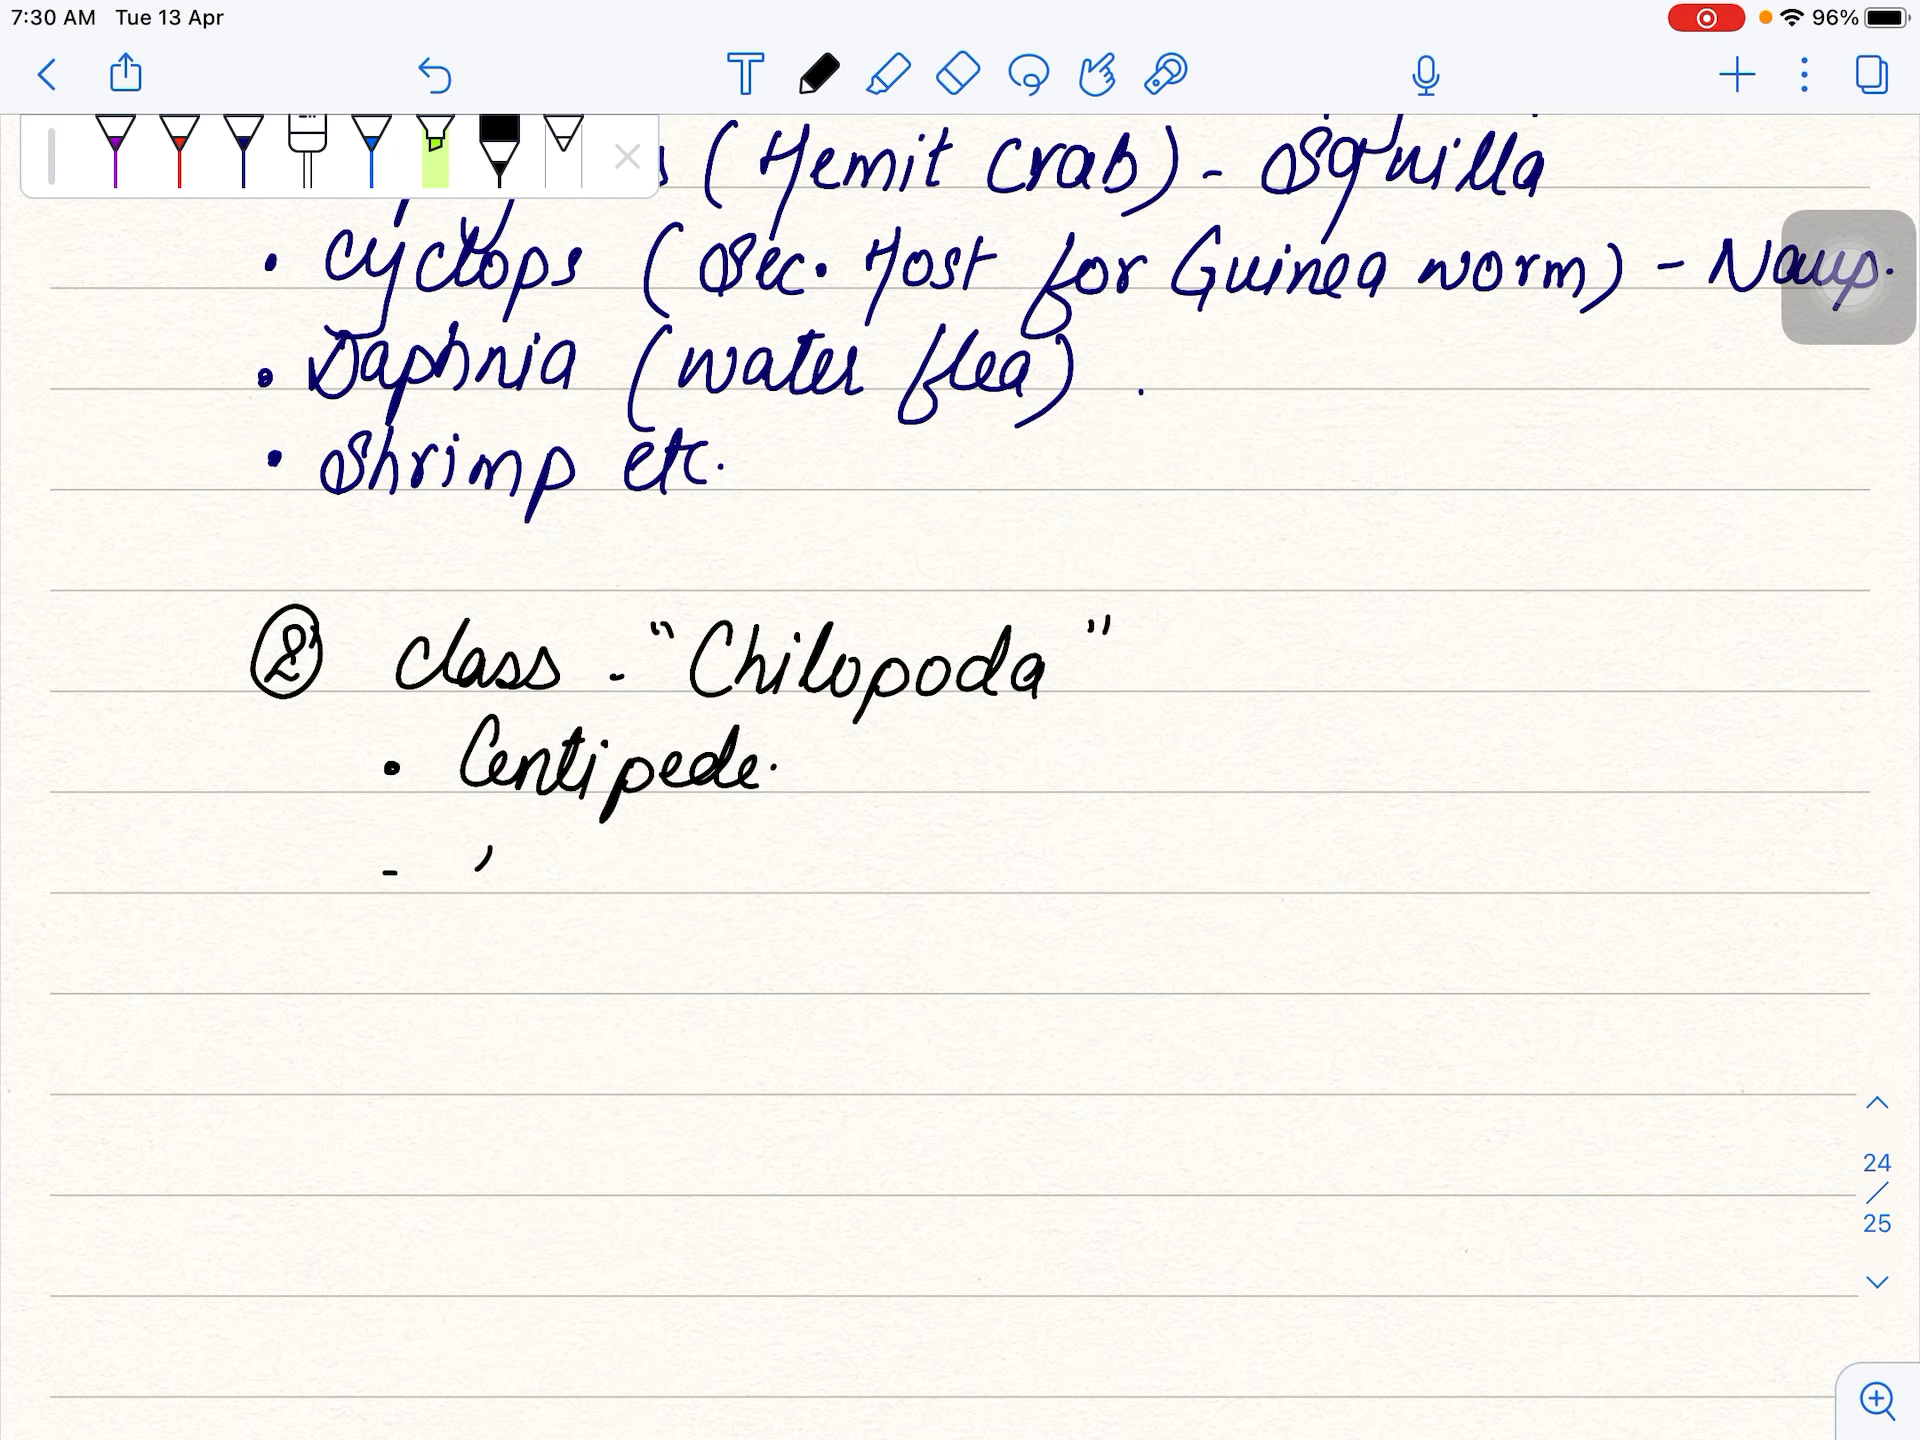 7:30 AM Tue 13 Apr 96%
(Hemit Crab) - Squilla
• Cyclops (Sec. Host for Guinea worm) - Naup.
• Daphnia (water flea) .
• Shrimp etc.
② Class - "Chilopoda"
• Centipede.
-
24
/
25